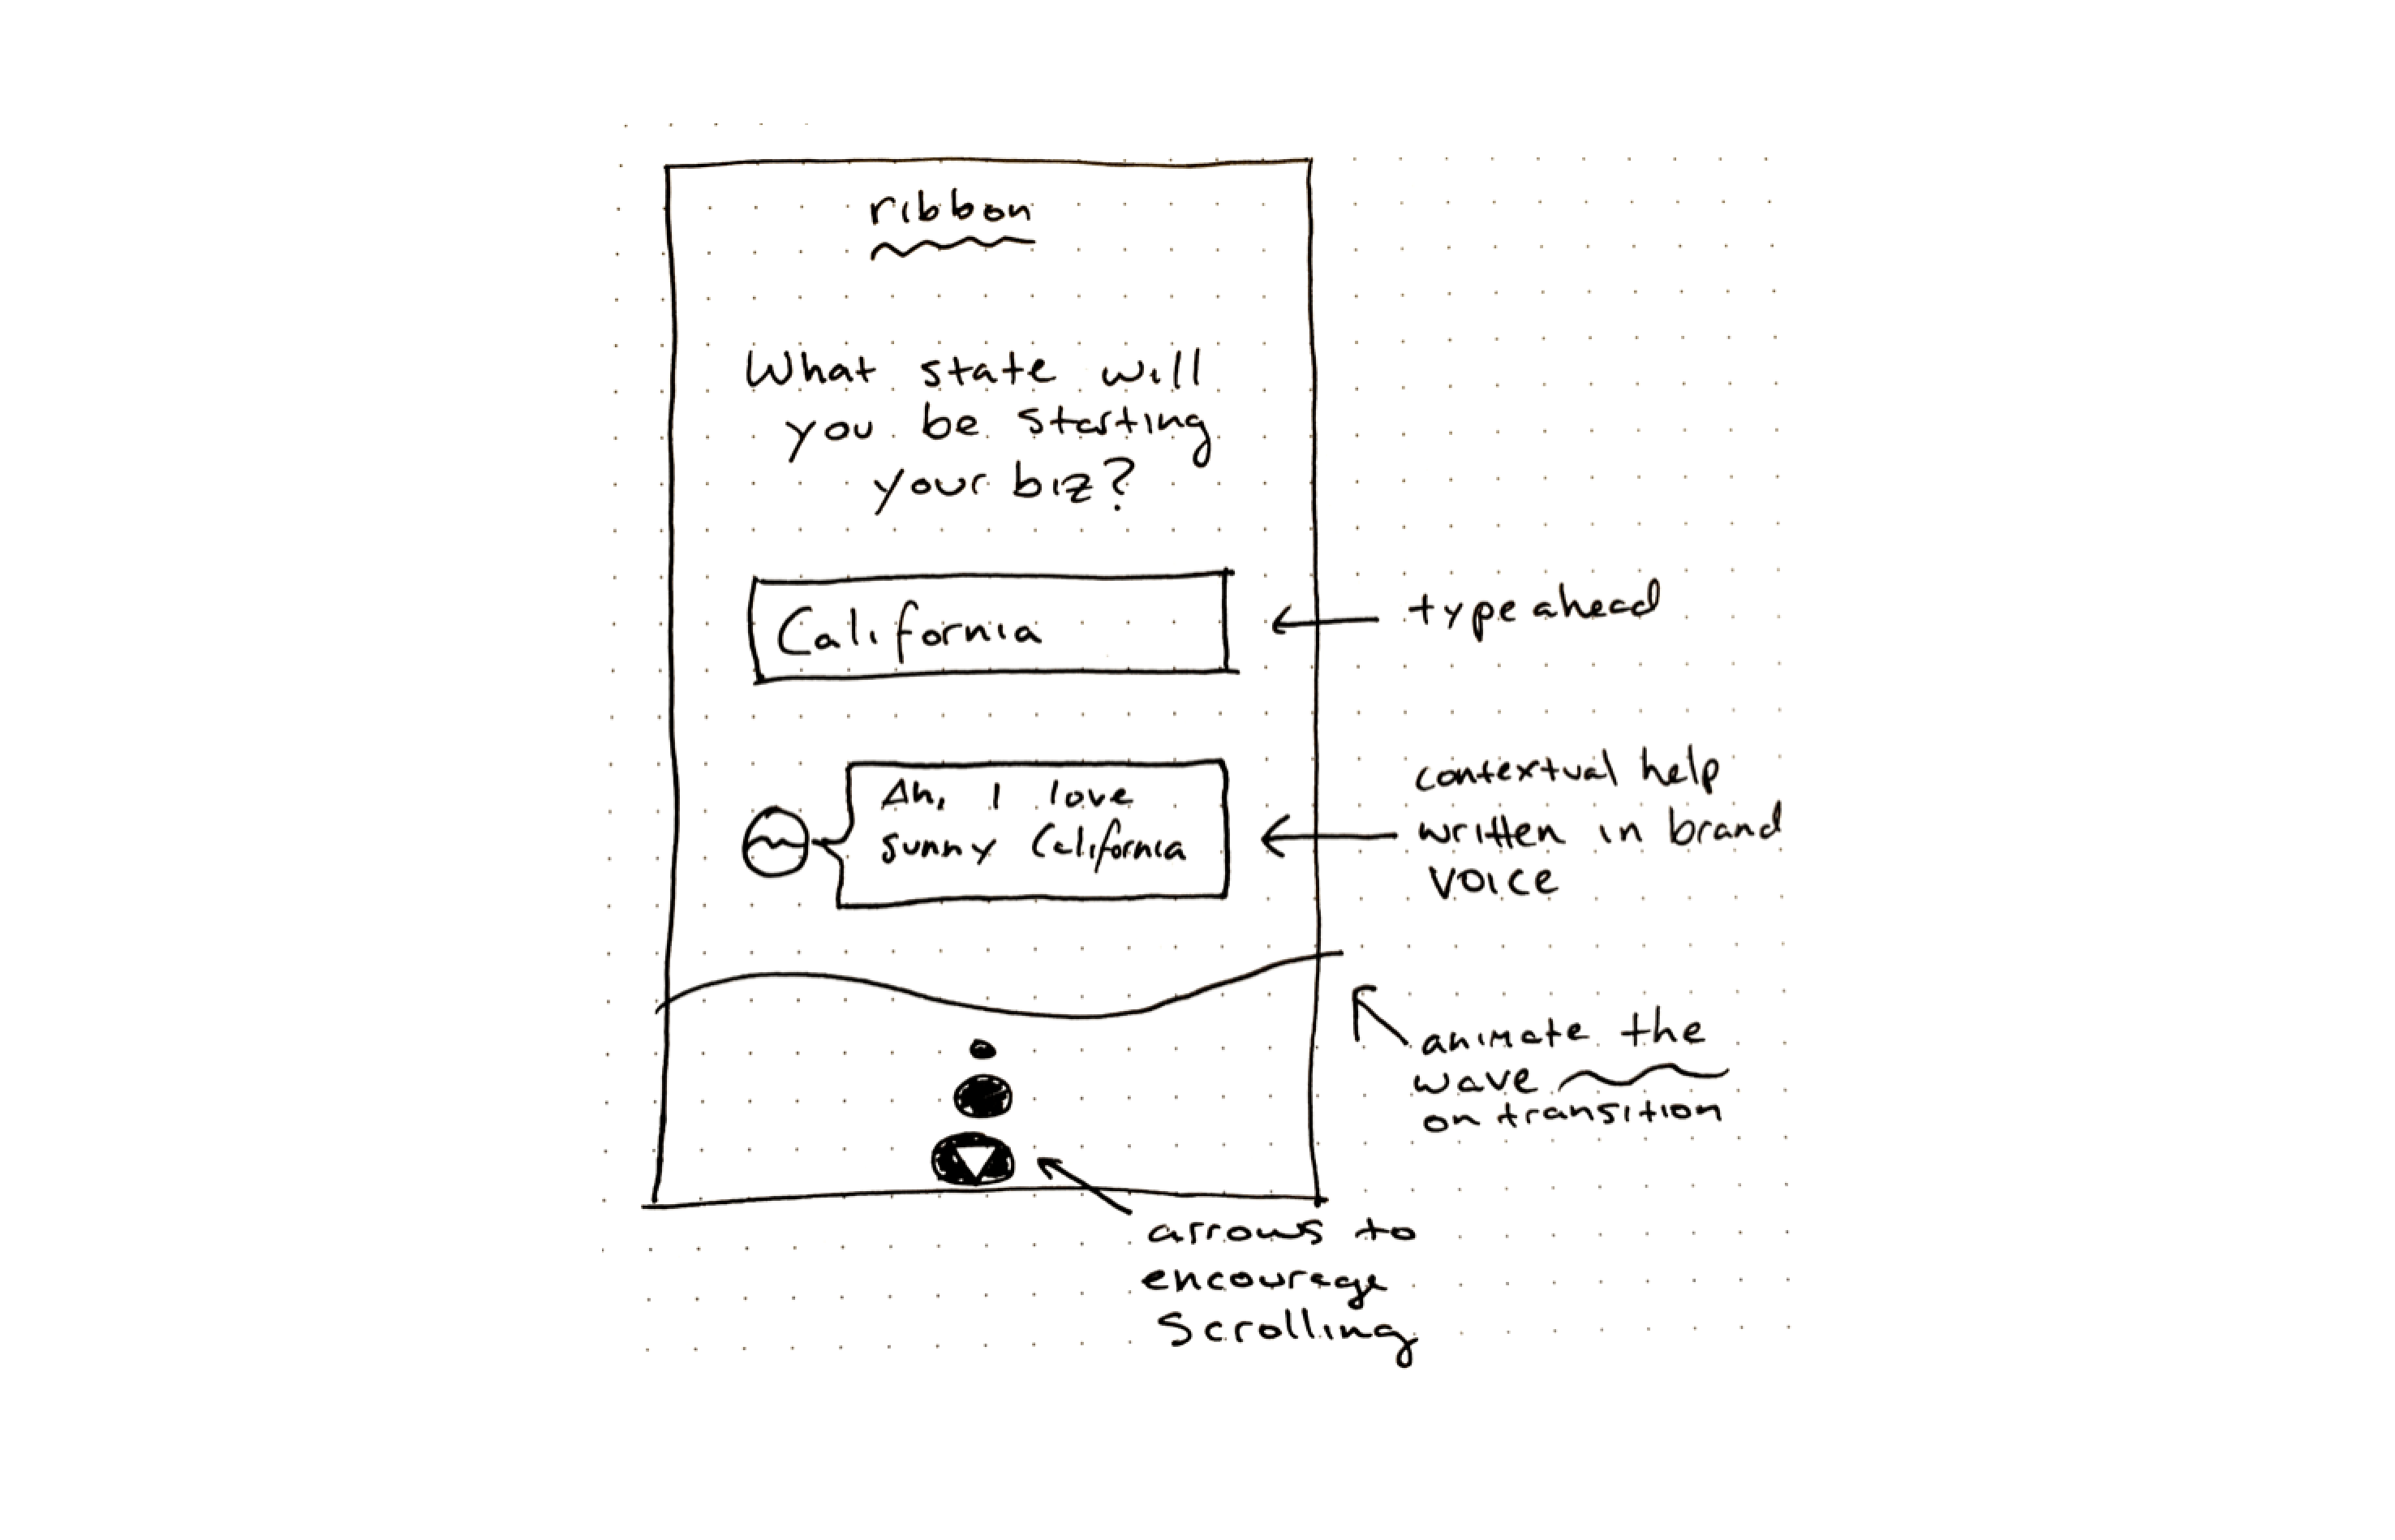 ribbon
What state will
you be starting
your biz?
California
typeahead
Ah, I love
sunny California
contextual help
written in brand
voice
animate the
wave
on transition
arrows to
encourage
scrolling